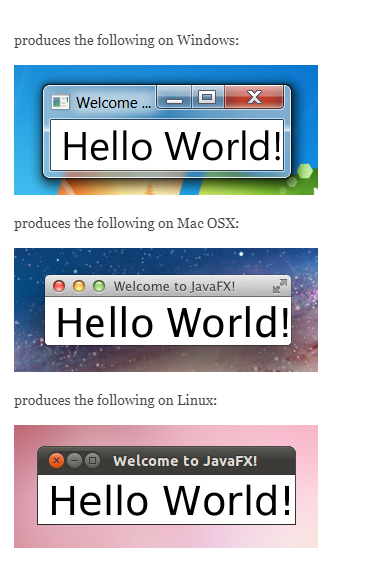 produces the following on Windows:
Welcome ...
Hello World!
produces the following on Mac OSX:
Welcome to JavaFX!
Hello World!
produces the following on Linux:
Welcome to JavaFX!
Hello World!